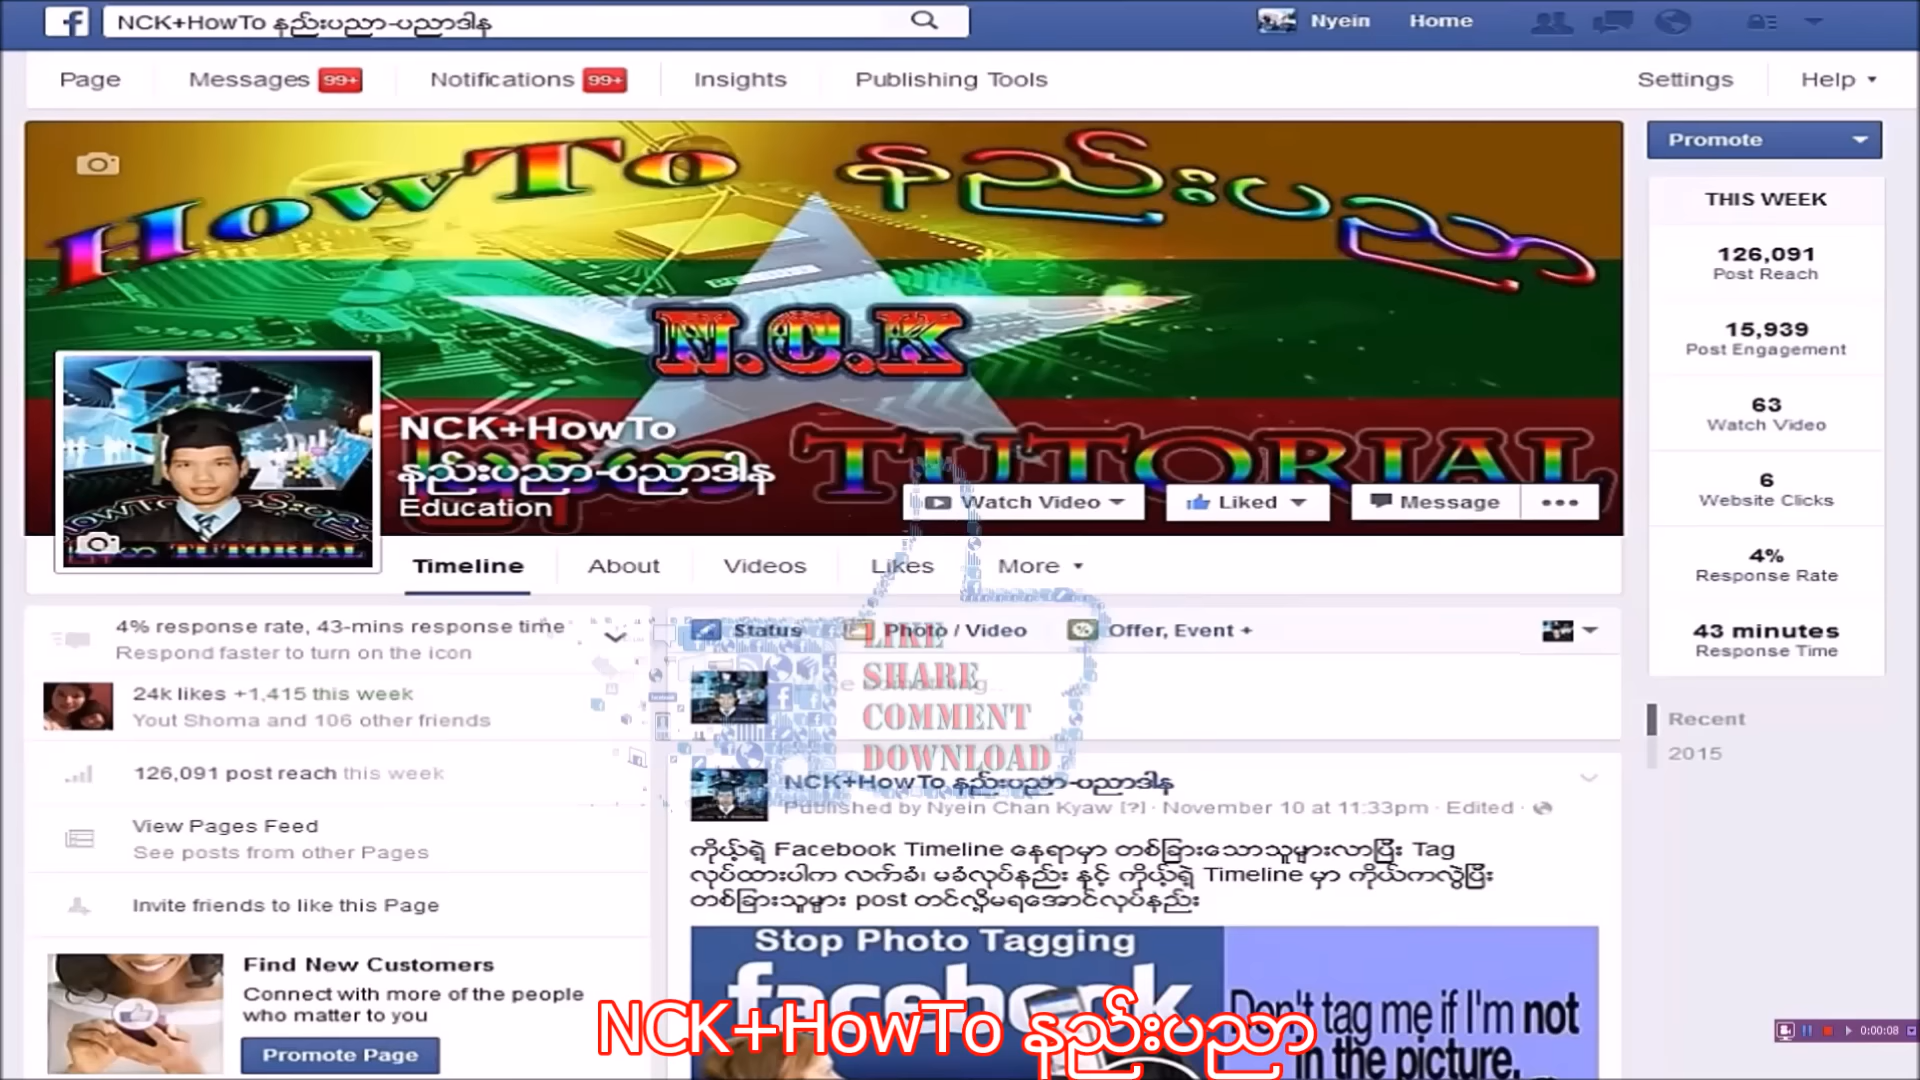 NCK+HowTo နည်းပညာ-ပညာဒါန
Nyein Home
Page Messages 99+ Notifications 99+ Insights Publishing Tools Settings Help
HowTo နည်းပညာ
N.C.K
TUTORIAL
NCK+HowTo
နည်းပညာ-ပညာဒါန
Education
Watch Video Liked Message
Timeline About Videos Likes More
Promote
THIS WEEK
126,091
Post Reach
15,939
Post Engagement
63
Watch Video
6
Website Clicks
4%
Response Rate
43 minutes
Response Time
Recent
2015
4% response rate, 43-mins response time
Respond faster to turn on the icon
24k likes +1,415 this week
Yout Shoma and 106 other friends
126,091 post reach this week
View Pages Feed
See posts from other Pages
Invite friends to like this Page
Find New Customers
Connect with more of the people
who matter to you
Promote Page
Status Photo / Video Offer, Event +
LIKE
SHARE
COMMENT
DOWNLOAD
NCK+HowTo နည်းပညာ-ပညာဒါန
Published by Nyein Chan Kyaw [?] · November 10 at 11:33pm · Edited ·
ကိုယ့်ရဲ့ Facebook Timeline နေရာမှာ တစ်ခြားသောသူများလာပြီး Tag
လုပ်ထားပါက လက်ခံ၊ မခံလုပ်နည်း နှင့် ကိုယ့်ရဲ့ Timeline မှာ ကိုယ်ကလွဲပြီး
တစ်ခြားသူများ post တင်လို့မရအောင်လုပ်နည်း
Stop Photo Tagging
facebook
Don't tag me if I'm not
in the picture.
NCK+HowTo နည်းပညာ
0:00:08